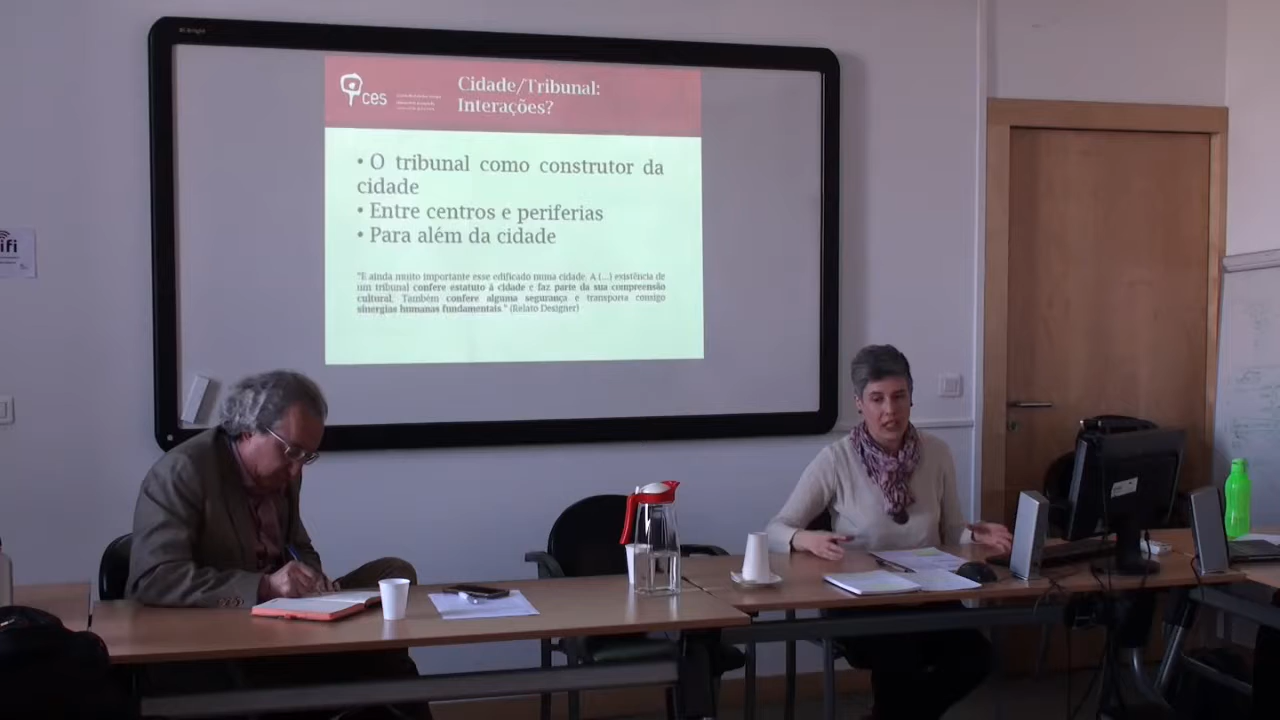 Cidade/Tribunal:
Interações?
ces
• O tribunal como construtor da
cidade
• Entre centros e periferias
• Para além da cidade
"É ainda muito importante esse edificado numa cidade. A (...) existência de
um tribunal confere estatuto à cidade e faz parte da sua compreensão
cultural. Também confere alguma segurança e transporta consigo
sinergias humanas fundamentais." (Relato Designer)
ifi